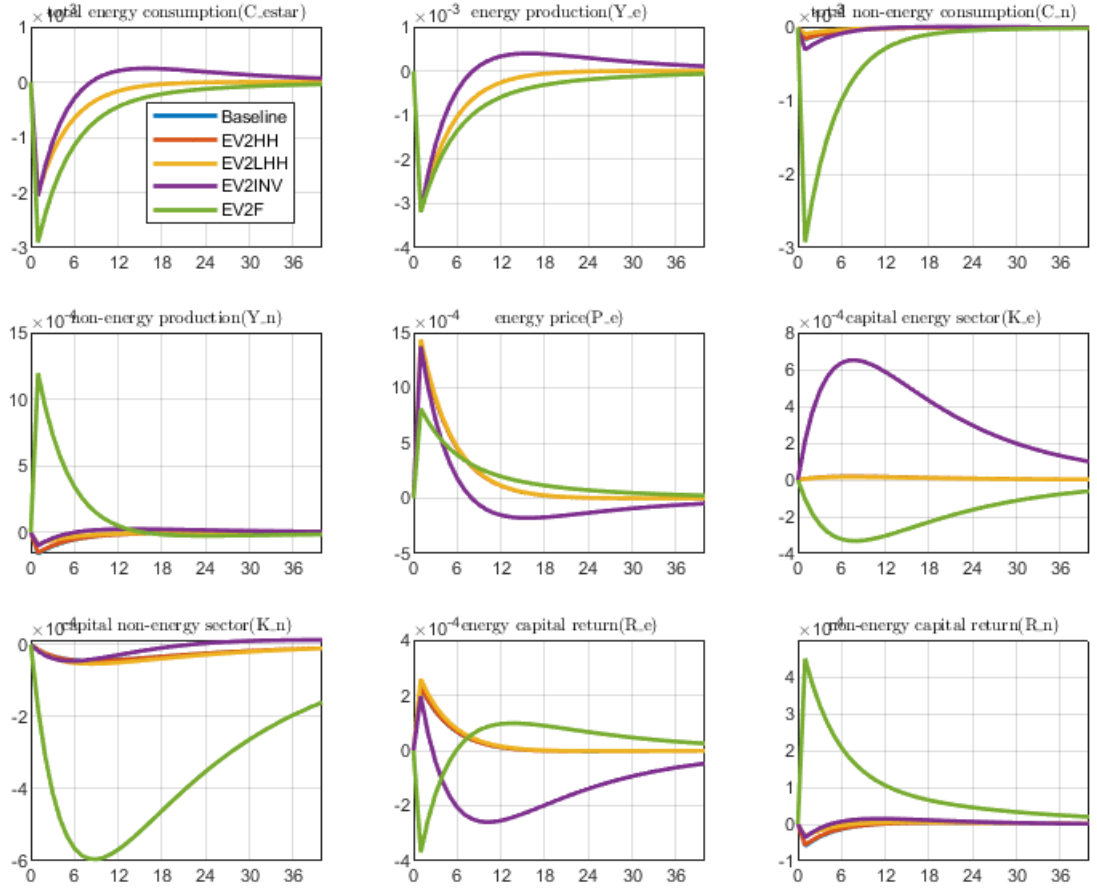 ×10⁻³
total energy consumption(C_estar)
1
0
-1
-2
-3
0 6 12 18 24 30 36
Baseline
EV2HH
EV2LHH
EV2INV
EV2F
×10⁻³
energy production(Y_e)
1
0
-1
-2
-3
-4
0 6 12 18 24 30 36
total non-energy consumption(C_n)
0
-1
-2
-3
0 6 12 18 24 30 36
×10⁻⁴
non-energy production(Y_n)
15
10
5
0
0 6 12 18 24 30 36
×10⁻⁴
energy price(P_e)
15
10
5
0
-5
0 6 12 18 24 30 36
×10⁻⁴
capital energy sector(K_e)
8
6
4
2
0
-2
-4
0 6 12 18 24 30 36
×10⁻⁴
capital non-energy sector(K_n)
0
-2
-4
-6
0 6 12 18 24 30 36
×10⁻⁴
energy capital return(R_e)
4
2
0
-2
-4
0 6 12 18 24 30 36
non-energy capital return(R_n)
4
3
2
1
0
-1
0 6 12 18 24 30 36